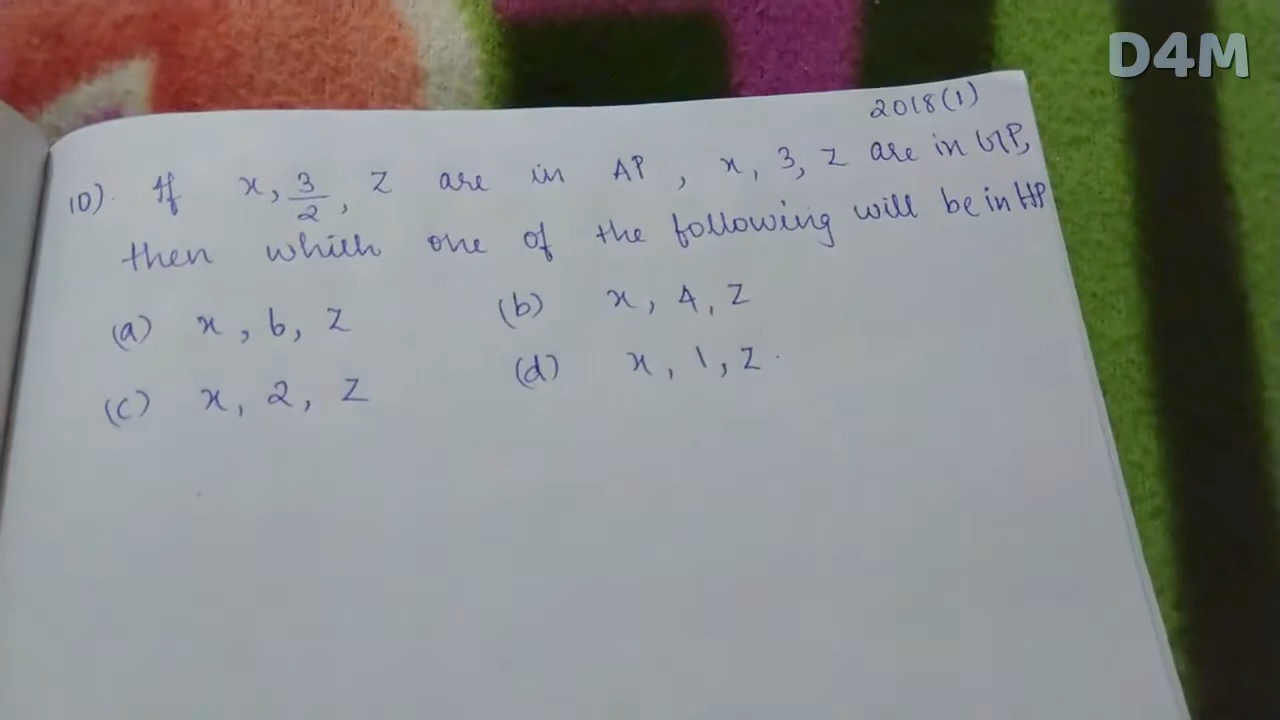 D4M
2018(1)
10). If x, 3/2, z are in AP, x, 3, z are in GP,
then which one of the following will be in HP
(a) x, 6, z (b) x, 4, z
(c) x, 2, z (d) x, 1, z.